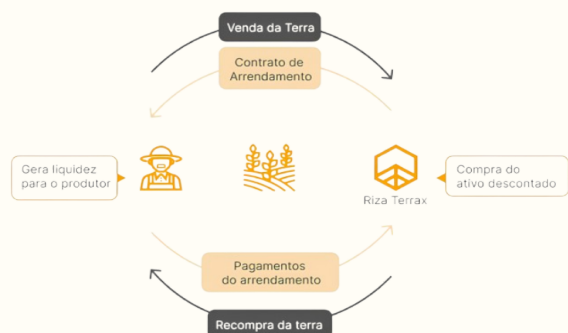 Venda da Terra
Contrato de
Arrendamento
Gera liquidez
para o produtor
Riza Terrax
Compra do
ativo descontado
Pagamentos
do arrendamento
Recompra da terra